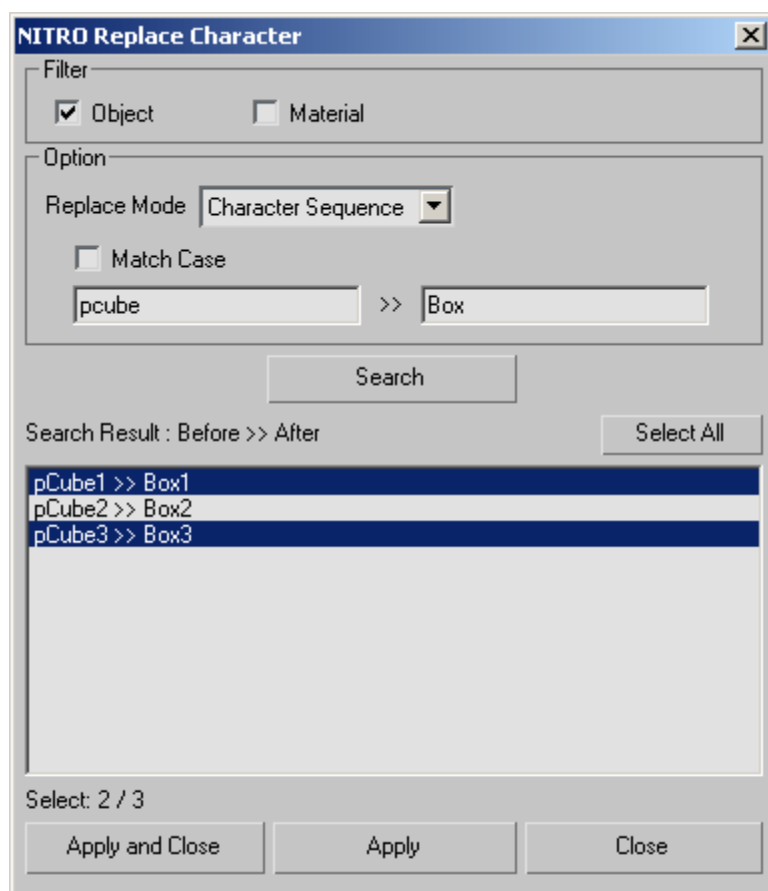 NITRO Replace Character
Filter
Object Material
Option
Replace Mode Character Sequence
Match Case
pcube >> Box
Search
Search Result : Before >> After Select All
pCube1 >> Box1
pCube2 >> Box2
pCube3 >> Box3
Select: 2 / 3
Apply and Close Apply Close